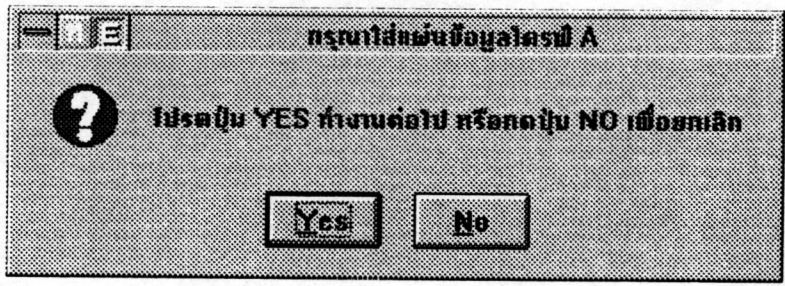 ก E กรุณาใส่แผ่นข้อมูลไดรฟ์ A
โปรดปุ่ม YES ทำงานต่อไป หรือกดปุ่ม NO เพื่อยกเลิก
Yes No